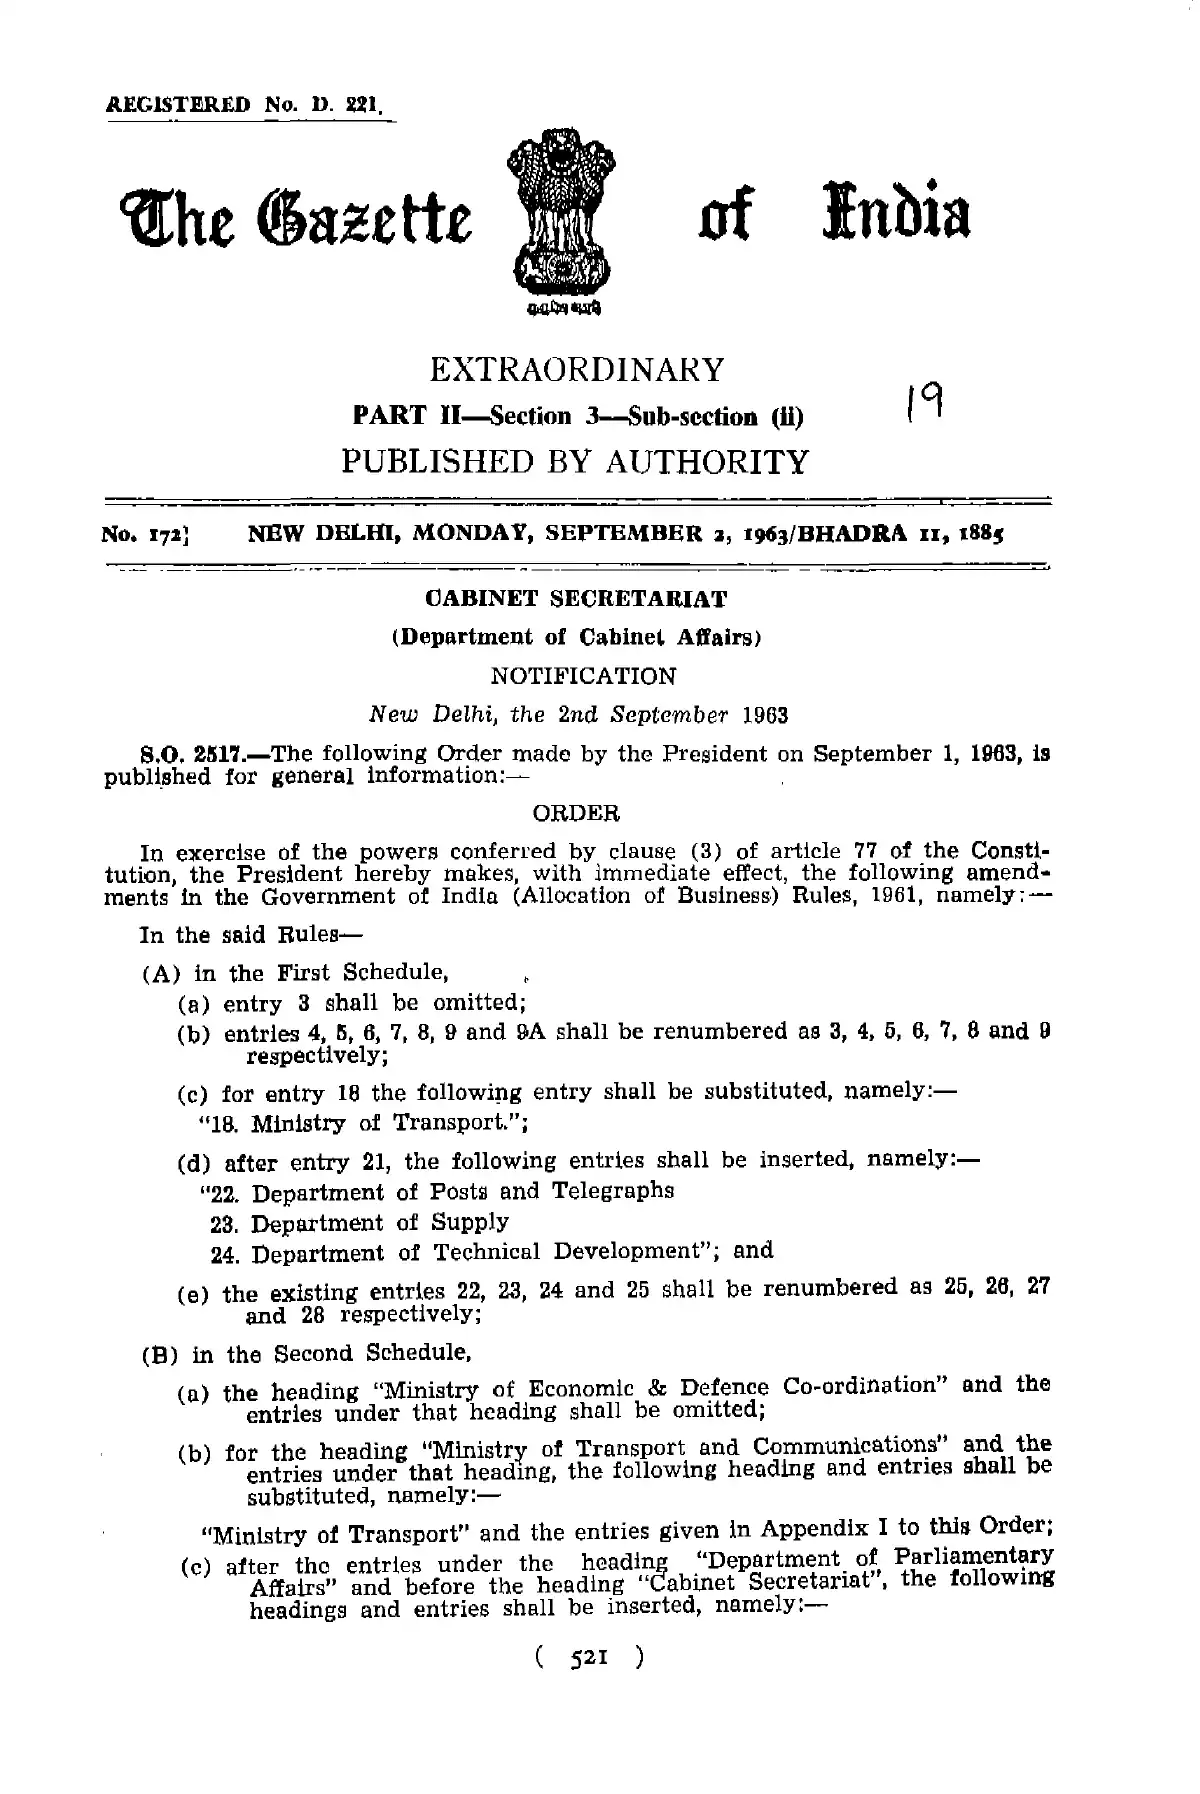 REGISTERED No. D. 221.
The Gazette of India
सत्यमेव जयते
EXTRAORDINARY
19
PART II—Section 3—Sub-section (ii)
PUBLISHED BY AUTHORITY
No. 172] NEW DELHI, MONDAY, SEPTEMBER 2, 1963/BHADRA 11, 1885
CABINET SECRETARIAT
(Department of Cabinet Affairs)
NOTIFICATION
New Delhi, the 2nd September 1963
S.O. 2517.—The following Order made by the President on September 1, 1963, is
published for general information:—
ORDER
In exercise of the powers conferred by clause (3) of article 77 of the Consti-
tution, the President hereby makes, with immediate effect, the following amend-
ments in the Government of India (Allocation of Business) Rules, 1961, namely:—
In the said Rules—
(A) in the First Schedule,
(a) entry 3 shall be omitted;
(b) entries 4, 5, 6, 7, 8, 9 and 9A shall be renumbered as 3, 4, 5, 6, 7, 8 and 9
respectively;
(c) for entry 18 the following entry shall be substituted, namely:—
"18. Ministry of Transport.";
(d) after entry 21, the following entries shall be inserted, namely:—
"22. Department of Posts and Telegraphs
23. Department of Supply
24. Department of Technical Development"; and
(e) the existing entries 22, 23, 24 and 25 shall be renumbered as 25, 26, 27
and 28 respectively;
(B) in the Second Schedule,
(a) the heading "Ministry of Economic & Defence Co-ordination" and the
entries under that heading shall be omitted;
(b) for the heading "Ministry of Transport and Communications" and the
entries under that heading, the following heading and entries shall be
substituted, namely:—
"Ministry of Transport" and the entries given in Appendix I to this Order;
(c) after the entries under the heading "Department of Parliamentary
Affairs" and before the heading "Cabinet Secretariat", the following
headings and entries shall be inserted, namely:—
( 521 )